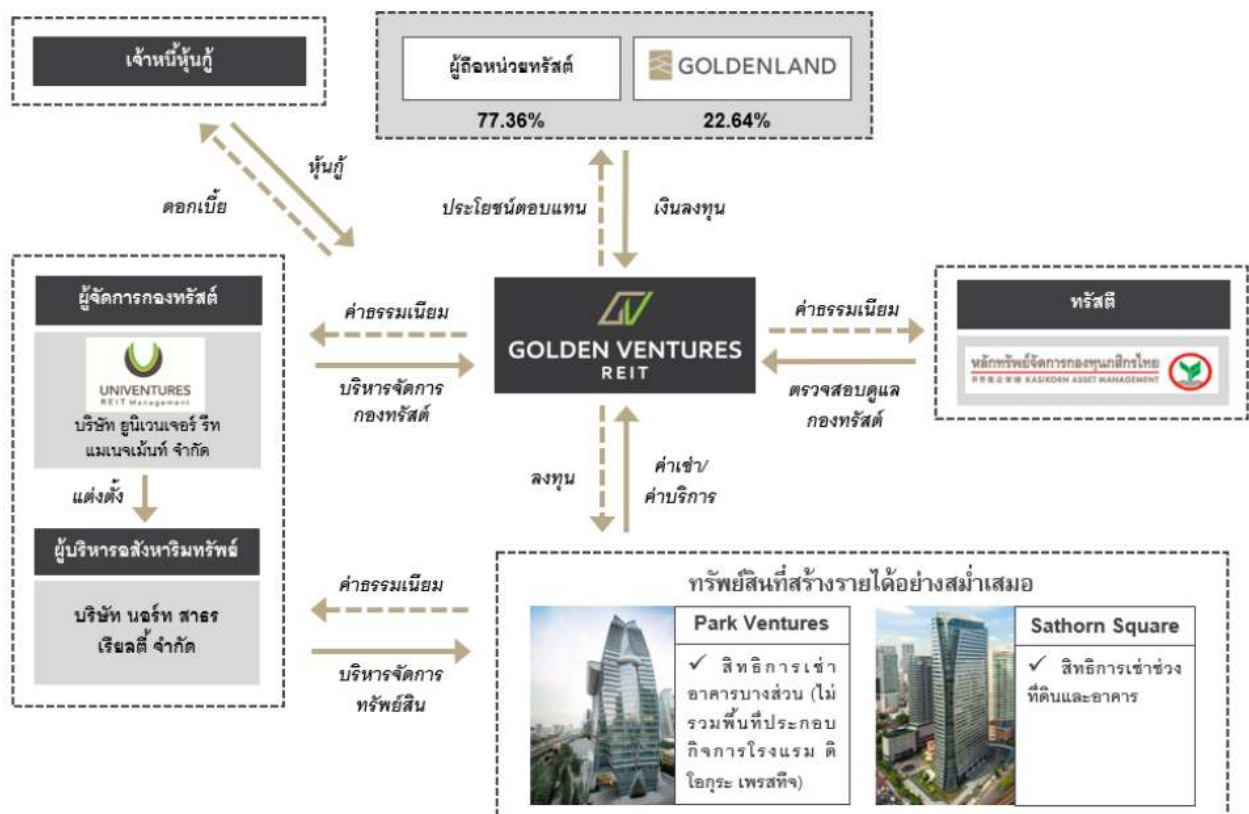 เจ้าหนี้หุ้นกู้
ผู้ถือหน่วยทรัสต์
GOLDENLAND
77.36%
22.64%
หุ้นกู้
ดอกเบี้ย
ประโยชน์ตอบแทน
เงินลงทุน
ผู้จัดการกองทรัสต์
UNIVENTURES
REIT Management
บริษัท ยูนิเวนเจอร์ รีท
แมเนจเม้นท์ จำกัด
แต่งตั้ง
ผู้บริหารอสังหาริมทรัพย์
บริษัท นอร์ท สาธร
เรียลตี้ จำกัด
ค่าธรรมเนียม
บริหารจัดการ
กองทรัสต์
GOLDEN VENTURES
REIT
ค่าธรรมเนียม
ตรวจสอบดูแล
กองทรัสต์
ทรัสตี
หลักทรัพย์จัดการกองทุนกสิกรไทย
KASIKORN ASSET MANAGEMENT
ลงทุน
ค่าเช่า/
ค่าบริการ
ค่าธรรมเนียม
บริหารจัดการ
ทรัพย์สิน
ทรัพย์สินที่สร้างรายได้อย่างสม่ำเสมอ
Park Ventures
✓ สิทธิการเช่า
อาคารบางส่วน (ไม่
รวมพื้นที่ประกอบ
กิจการโรงแรม ดิ
โอกุระ เพรสทีจ)
Sathorn Square
✓ สิทธิการเช่าช่วง
ที่ดินและอาคาร